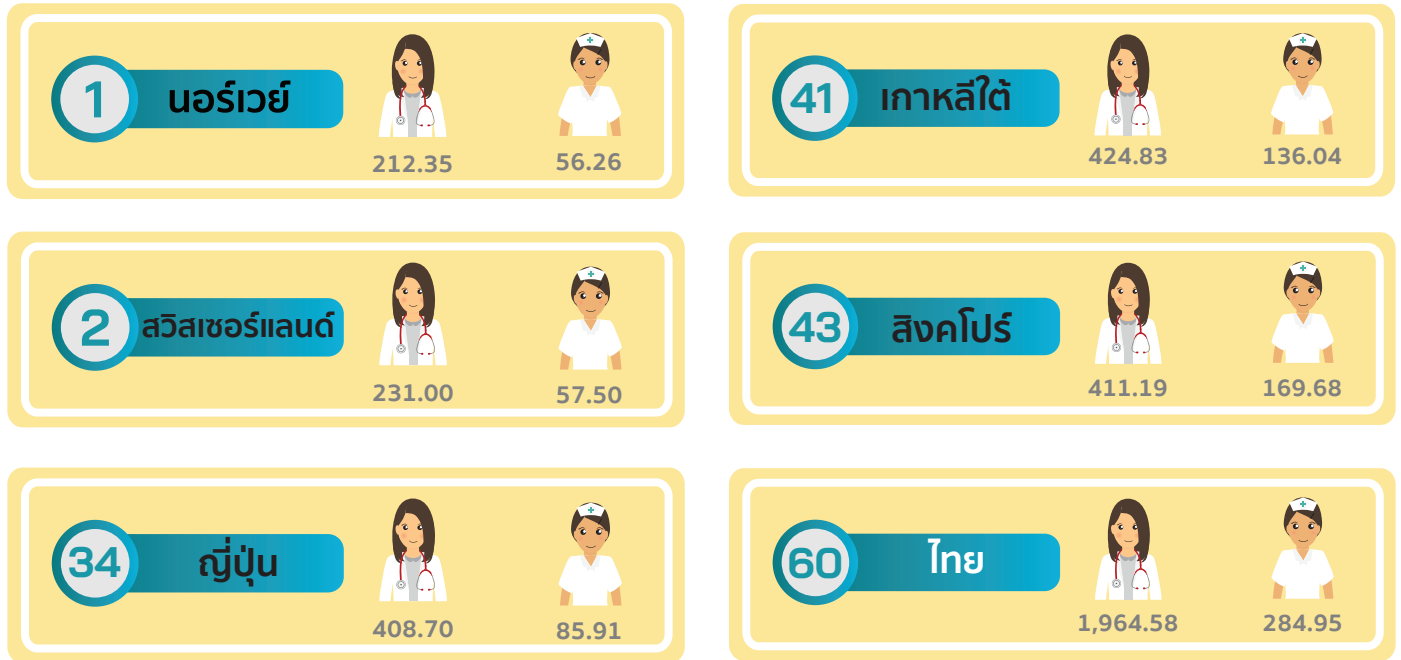 1 นอร์เวย์
212.35 56.26
2 สวิสเซอร์แลนด์
231.00 57.50
34 ญี่ปุ่น
408.70 85.91
41 เกาหลีใต้
424.83 136.04
43 สิงคโปร์
411.19 169.68
60 ไทย
1,964.58 284.95